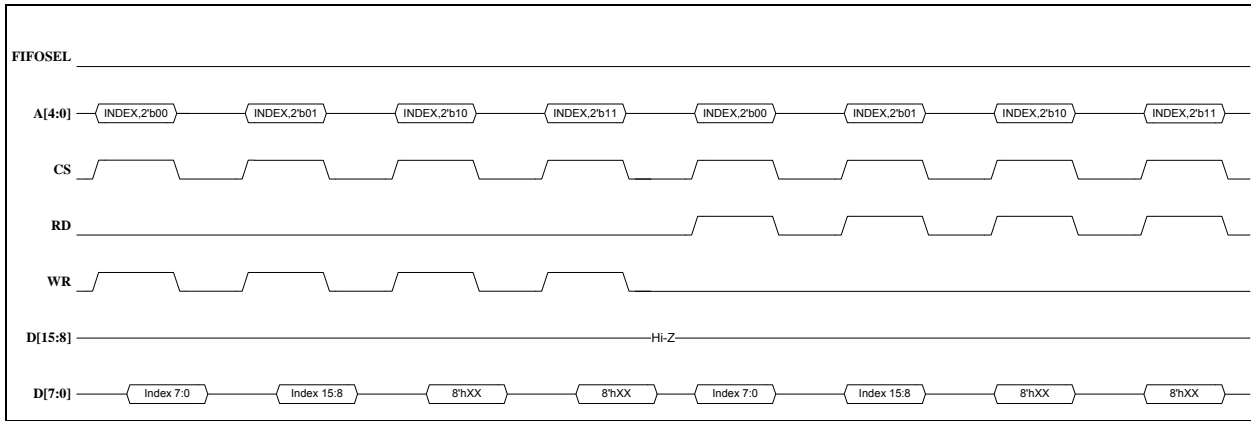 FIFOSEL
A[4:0] INDEX,2'b00 INDEX,2'b01 INDEX,2'b10 INDEX,2'b11 INDEX,2'b00 INDEX,2'b01 INDEX,2'b10 INDEX,2'b11
CS
RD
WR
D[15:8] Hi-Z
D[7:0] Index 7:0 Index 15:8 8'hXX 8'hXX Index 7:0 Index 15:8 8'hXX 8'hXX